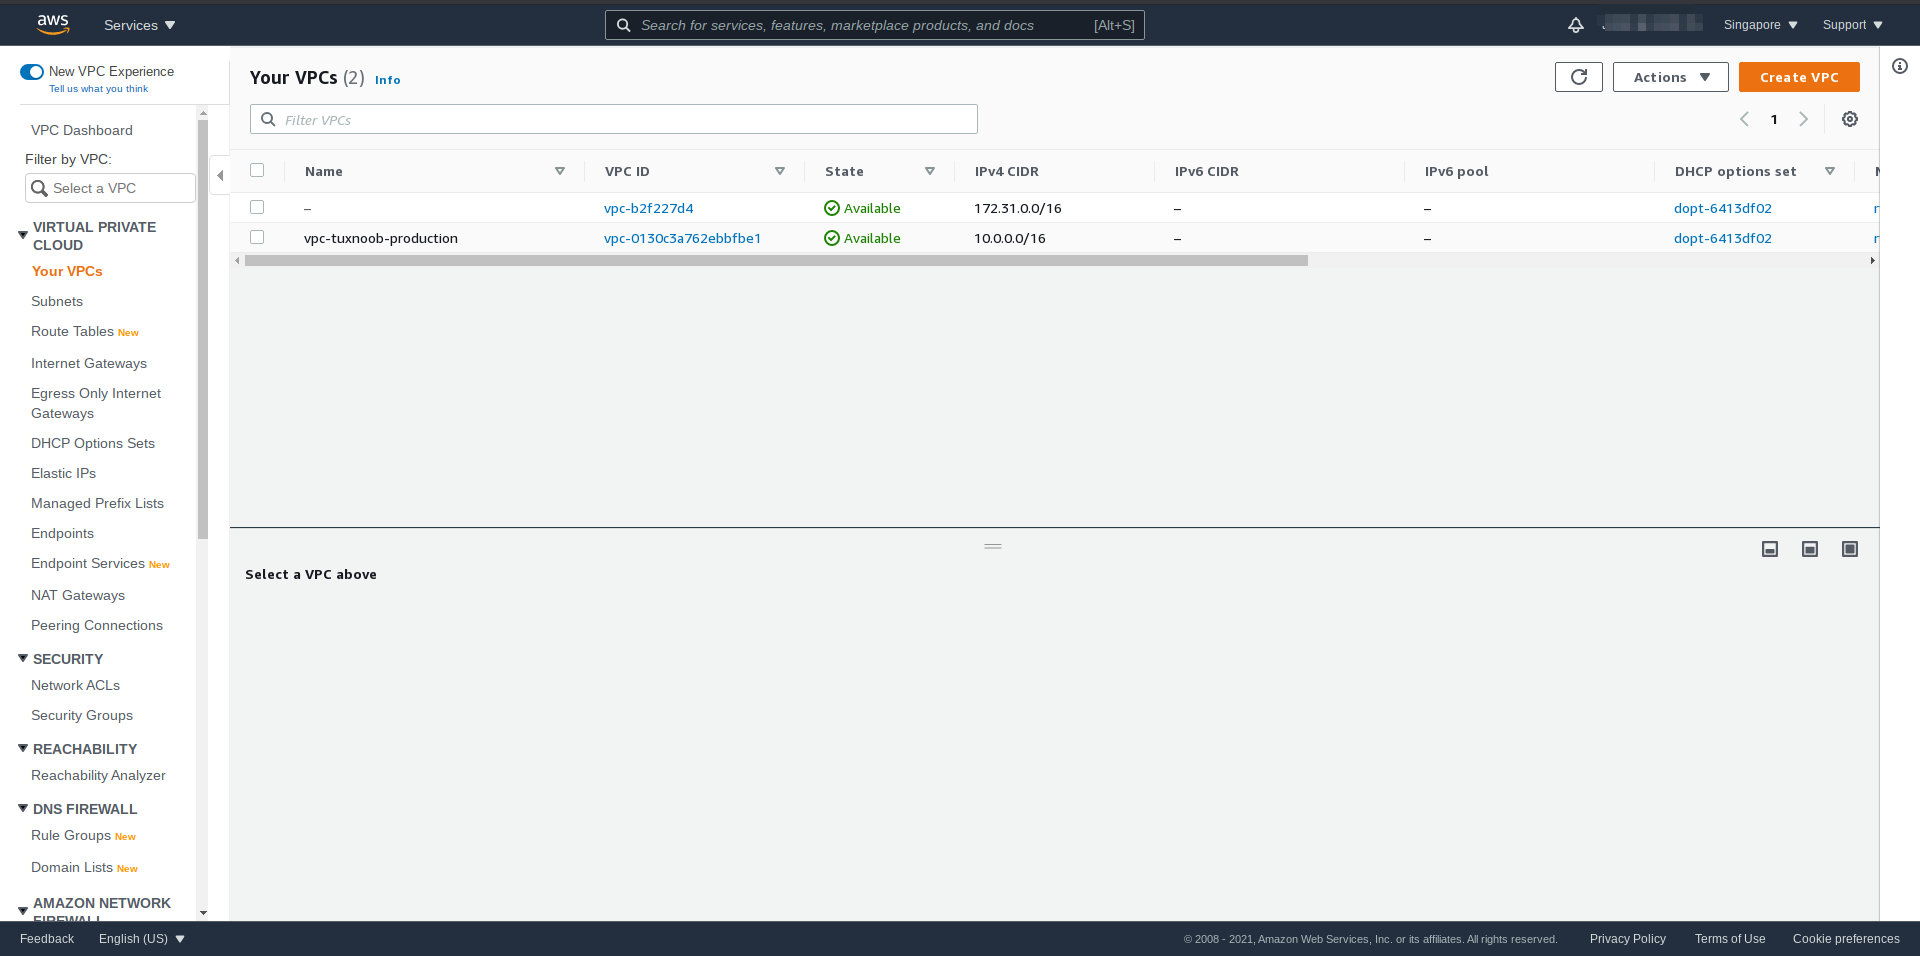 aws Services Search for services, features, marketplace products, and docs [Alt+S] Singapore Support
New VPC Experience
Tell us what you think
VPC Dashboard
Filter by VPC:
Select a VPC
VIRTUAL PRIVATE
CLOUD
Your VPCs
Subnets
Route Tables New
Internet Gateways
Egress Only Internet
Gateways
DHCP Options Sets
Elastic IPs
Managed Prefix Lists
Endpoints
Endpoint Services New
NAT Gateways
Peering Connections
SECURITY
Network ACLs
Security Groups
REACHABILITY
Reachability Analyzer
DNS FIREWALL
Rule Groups New
Domain Lists New
AMAZON NETWORK
FIREWALL
Your VPCs (2) Info
Actions Create VPC
Filter VPCs
1
Name VPC ID State IPv4 CIDR IPv6 CIDR IPv6 pool DHCP options set
– vpc-b2f227d4 Available 172.31.0.0/16 – – dopt-6413df02
vpc-tuxnoob-production vpc-0130c3a762ebbfbe1 Available 10.0.0.0/16 – – dopt-6413df02
Select a VPC above
Feedback English (US) © 2008 - 2021, Amazon Web Services, Inc. or its affiliates. All rights reserved. Privacy Policy Terms of Use Cookie preferences